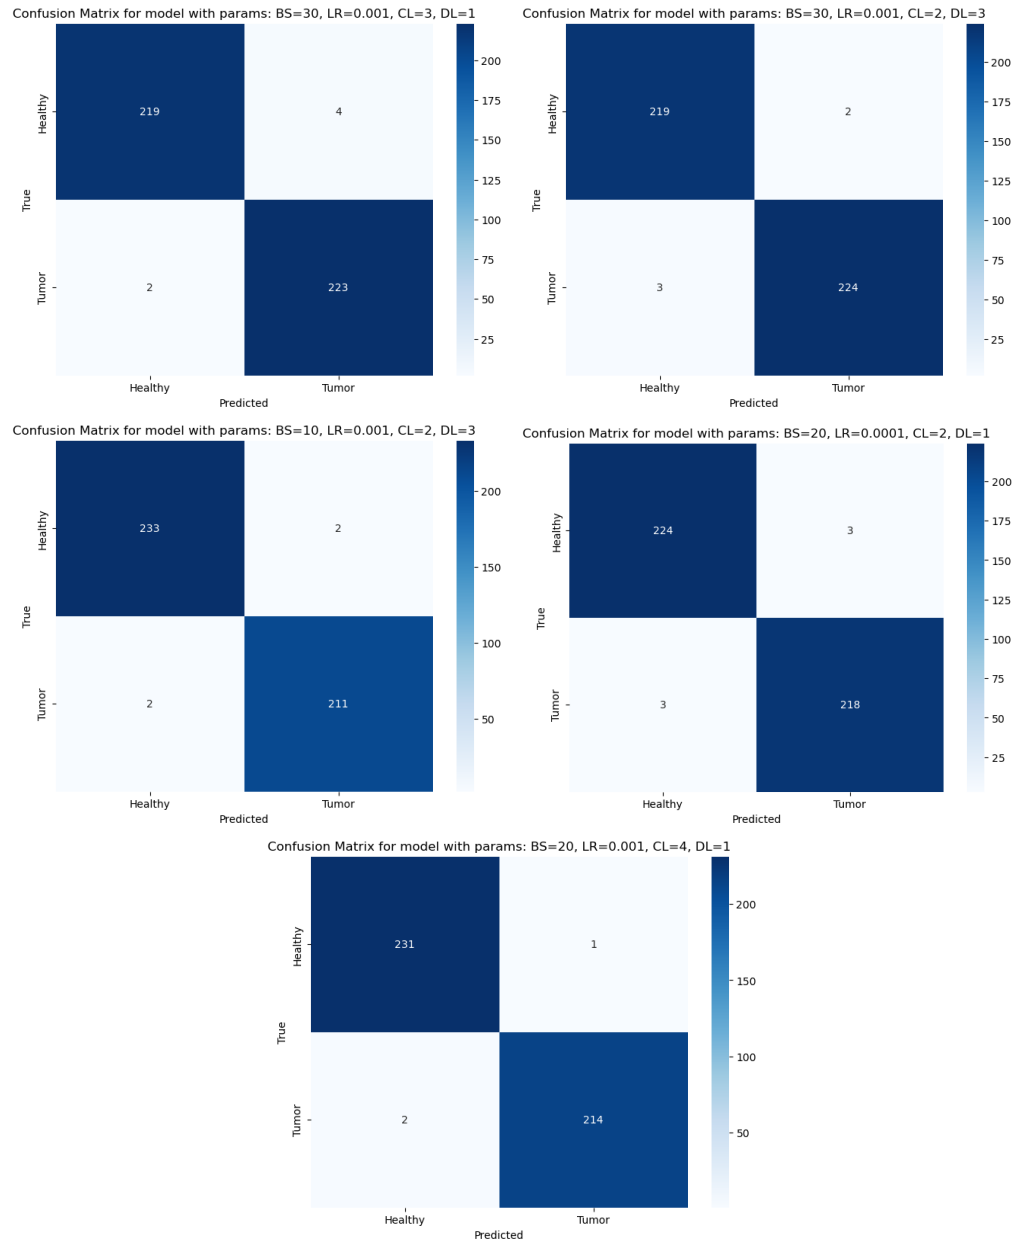 Confusion Matrix for model with params: BS=30, LR=0.001, CL=3, DL=1
Healthy
219
4
200
175
150
125
100
75
50
25
True
Tumor
2
223
Healthy
Tumor
Predicted
Confusion Matrix for model with params: BS=30, LR=0.001, CL=2, DL=3
Healthy
219
2
200
175
150
125
100
75
50
25
True
Tumor
3
224
Healthy
Tumor
Predicted
Confusion Matrix for model with params: BS=10, LR=0.001, CL=2, DL=3
Healthy
233
2
200
150
100
50
True
Tumor
2
211
Healthy
Tumor
Predicted
Confusion Matrix for model with params: BS=20, LR=0.0001, CL=2, DL=1
Healthy
224
3
200
175
150
125
100
75
50
25
True
Tumor
3
218
Healthy
Tumor
Predicted
Confusion Matrix for model with params: BS=20, LR=0.001, CL=4, DL=1
Healthy
231
1
200
150
100
50
True
Tumor
2
214
Healthy
Tumor
Predicted